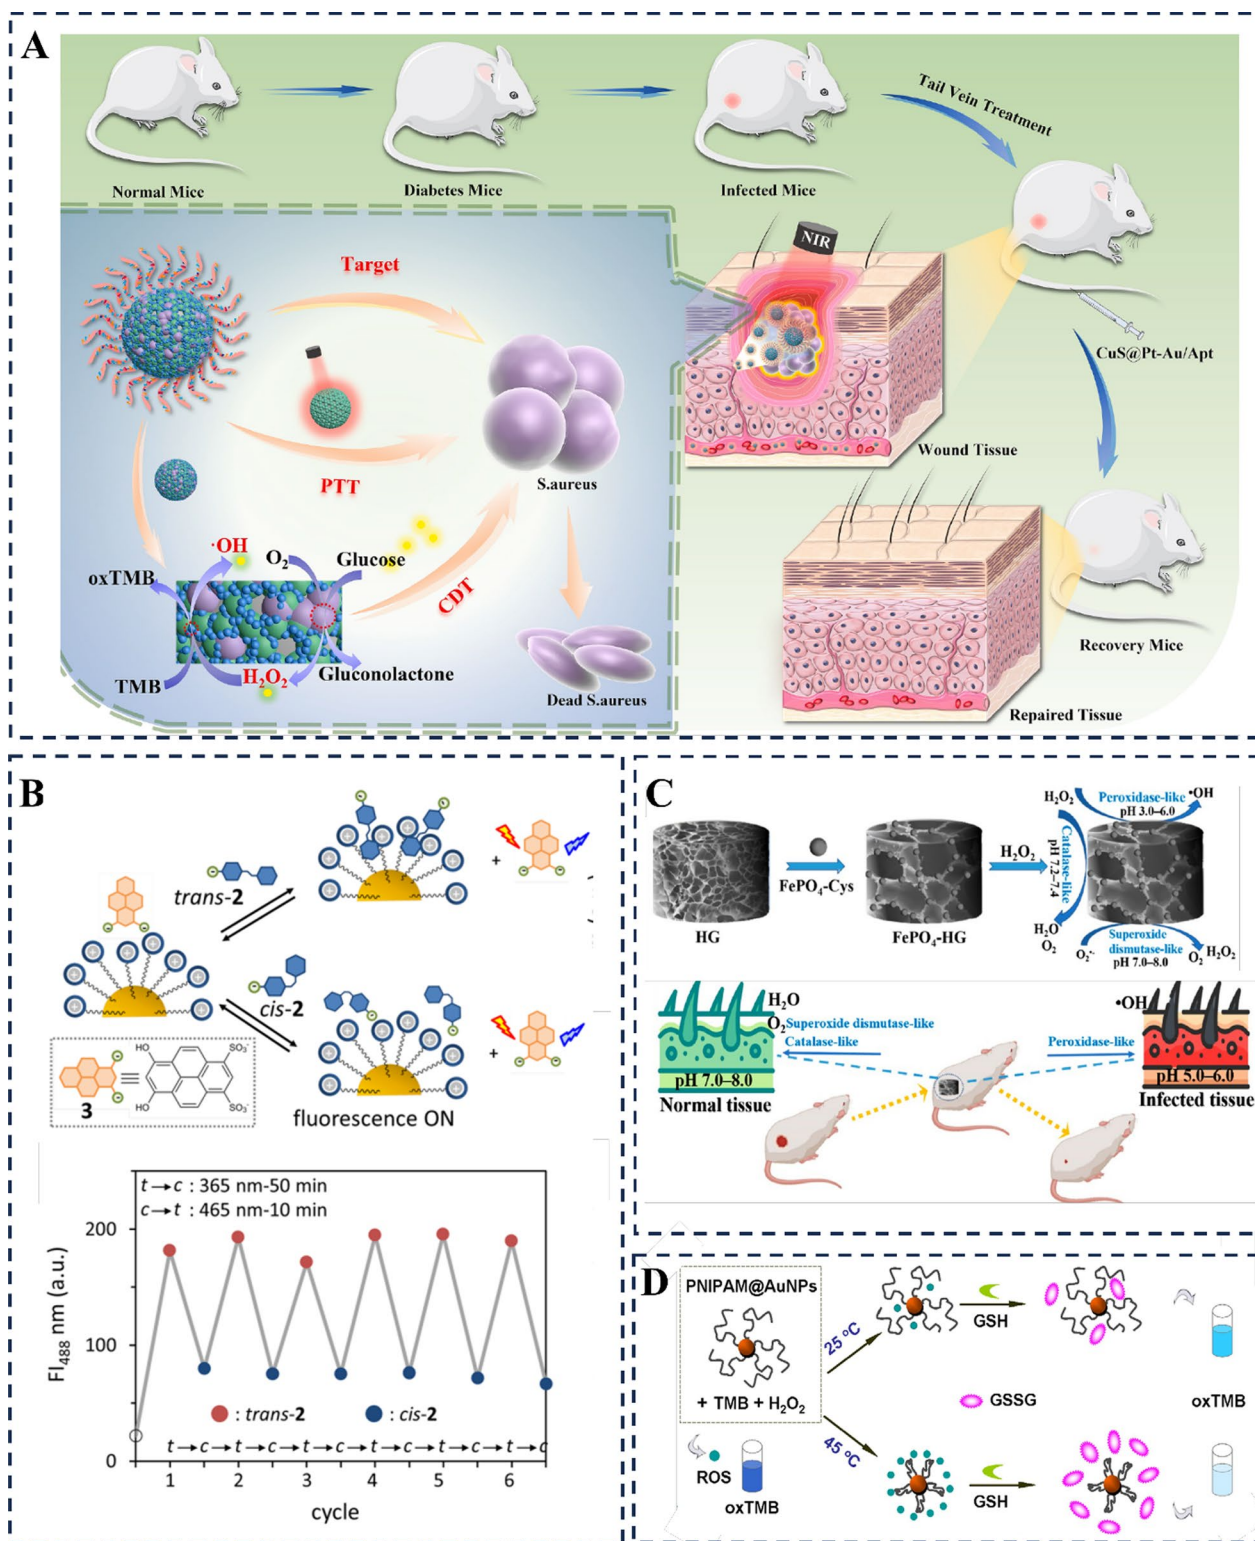 A
Normal Mice
Diabetes Mice
Infected Mice
Tail Vein Treatment
CuS@Pt-Au/Apt
NIR
Wound Tissue
Recovery Mice
Repaired Tissue
Target
PTT
S.aureus
·OH
O2
Glucose
oxTMB
CDT
TMB
H2O2
Gluconolactone
Dead S.aureus
B
trans-2
+
cis-2
+
3
HO
HO
SO3-
SO3-
fluorescence ON
t→c : 365 nm-50 min
c→t : 465 nm-10 min
FI488 nm (a.u.)
200
100
0
: trans-2
: cis-2
t→c→t→c→t→c→t→c→t→c→t→c
1 2 3 4 5 6
cycle
C
HG
FePO4-Cys
FePO4-HG
H2O2
H2O2
Peroxidase-like
pH 3.0–6.0
•OH
Catalase-like
pH 7.2–7.4
H2O
O2
Superoxide
dismutase-like
pH 7.0–8.0
O2•-
O2
H2O2
H2O
O2
Superoxide dismutase-like
Catalase-like
Peroxidase-like
•OH
pH 7.0–8.0
Normal tissue
pH 5.0–6.0
Infected tissue
D
PNIPAM@AuNPs
+ TMB + H2O2
25 °C
GSH
GSSG
oxTMB
45 °C
ROS
oxTMB
GSH